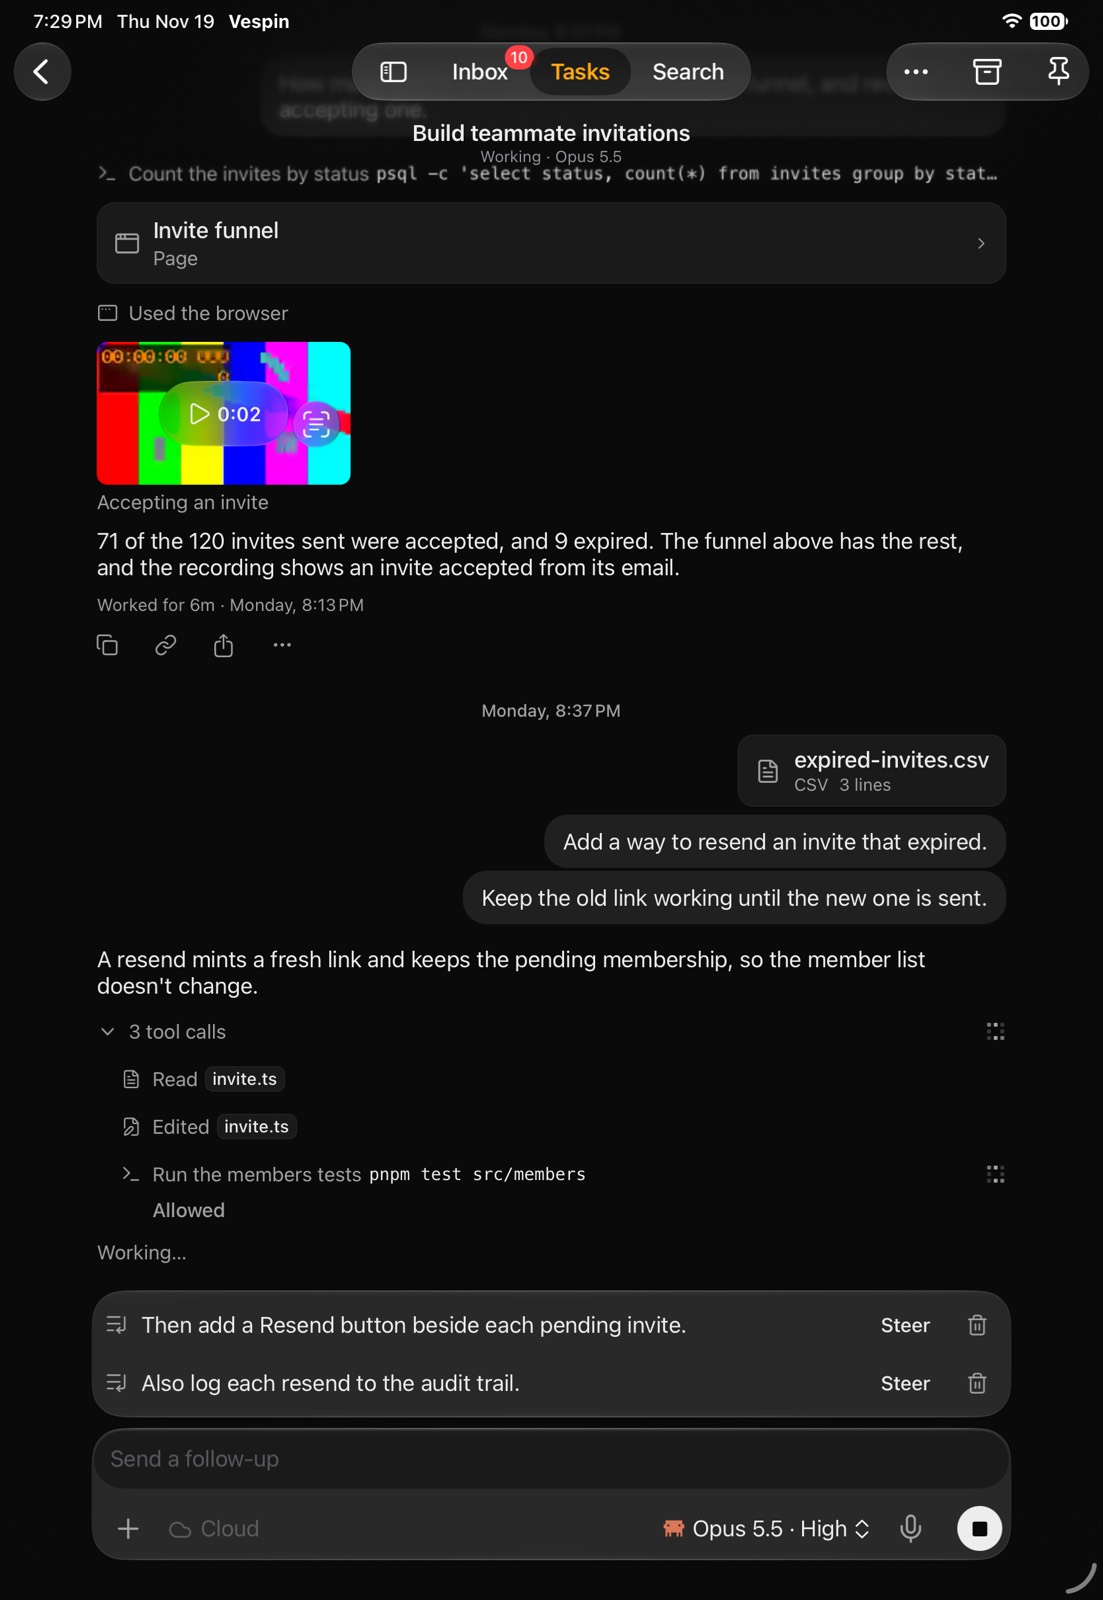 7:29 PM Thu Nov 19 Vespin
100
Inbox
10
Tasks
Search
accepting one.
Build teammate invitations
Working · Opus 5.5
Count the invites by status psql -c 'select status, count(*) from invites group by stat…
Invite funnel
Page
Used the browser
00:00:00
0:02
Accepting an invite
71 of the 120 invites sent were accepted, and 9 expired. The funnel above has the rest,
and the recording shows an invite accepted from its email.
Worked for 6m · Monday, 8:13 PM
Monday, 8:37 PM
expired-invites.csv
CSV 3 lines
Add a way to resend an invite that expired.
Keep the old link working until the new one is sent.
A resend mints a fresh link and keeps the pending membership, so the member list
doesn't change.
3 tool calls
Read invite.ts
Edited invite.ts
Run the members tests pnpm test src/members
Allowed
Working...
Then add a Resend button beside each pending invite.
Steer
Also log each resend to the audit trail.
Steer
Send a follow-up
Cloud
Opus 5.5 · High